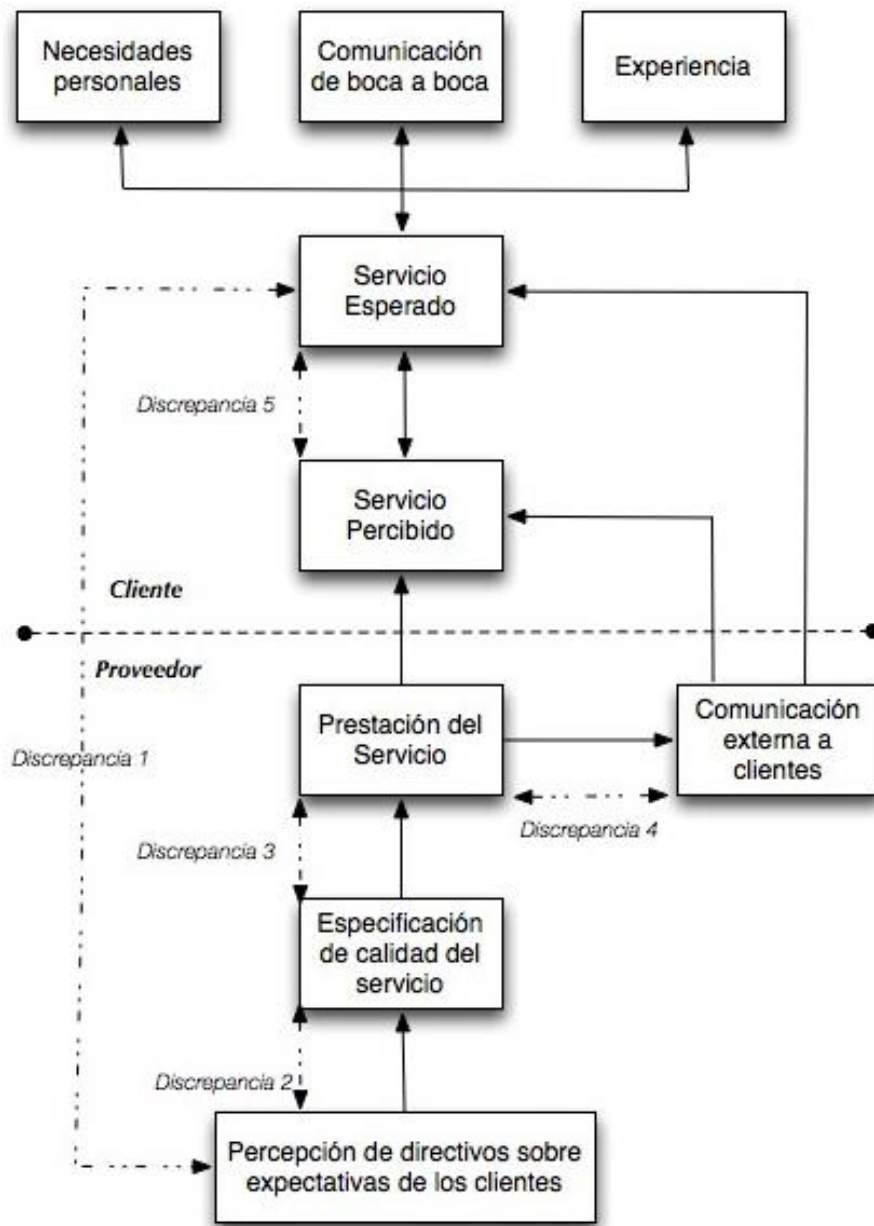 Necesidades
personales
Comunicación
de boca a boca
Experiencia
Servicio
Esperado
Discrepancia 5
Servicio
Percibido
Cliente
Proveedor
Discrepancia 1
Prestación del
Servicio
Comunicación
externa a
clientes
Discrepancia 4
Discrepancia 3
Especificación
de calidad del
servicio
Discrepancia 2
Percepción de directivos sobre
expectativas de los clientes